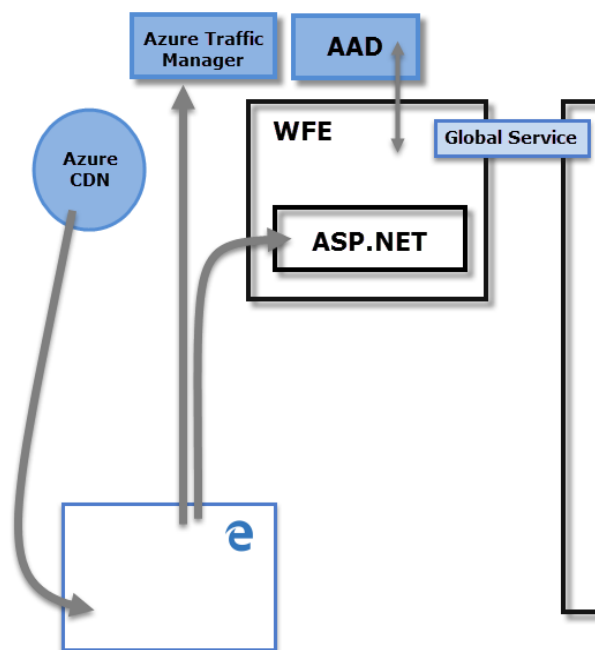 Azure Traffic
Manager
AAD
WFE
Global Service
Azure
CDN
ASP.NET